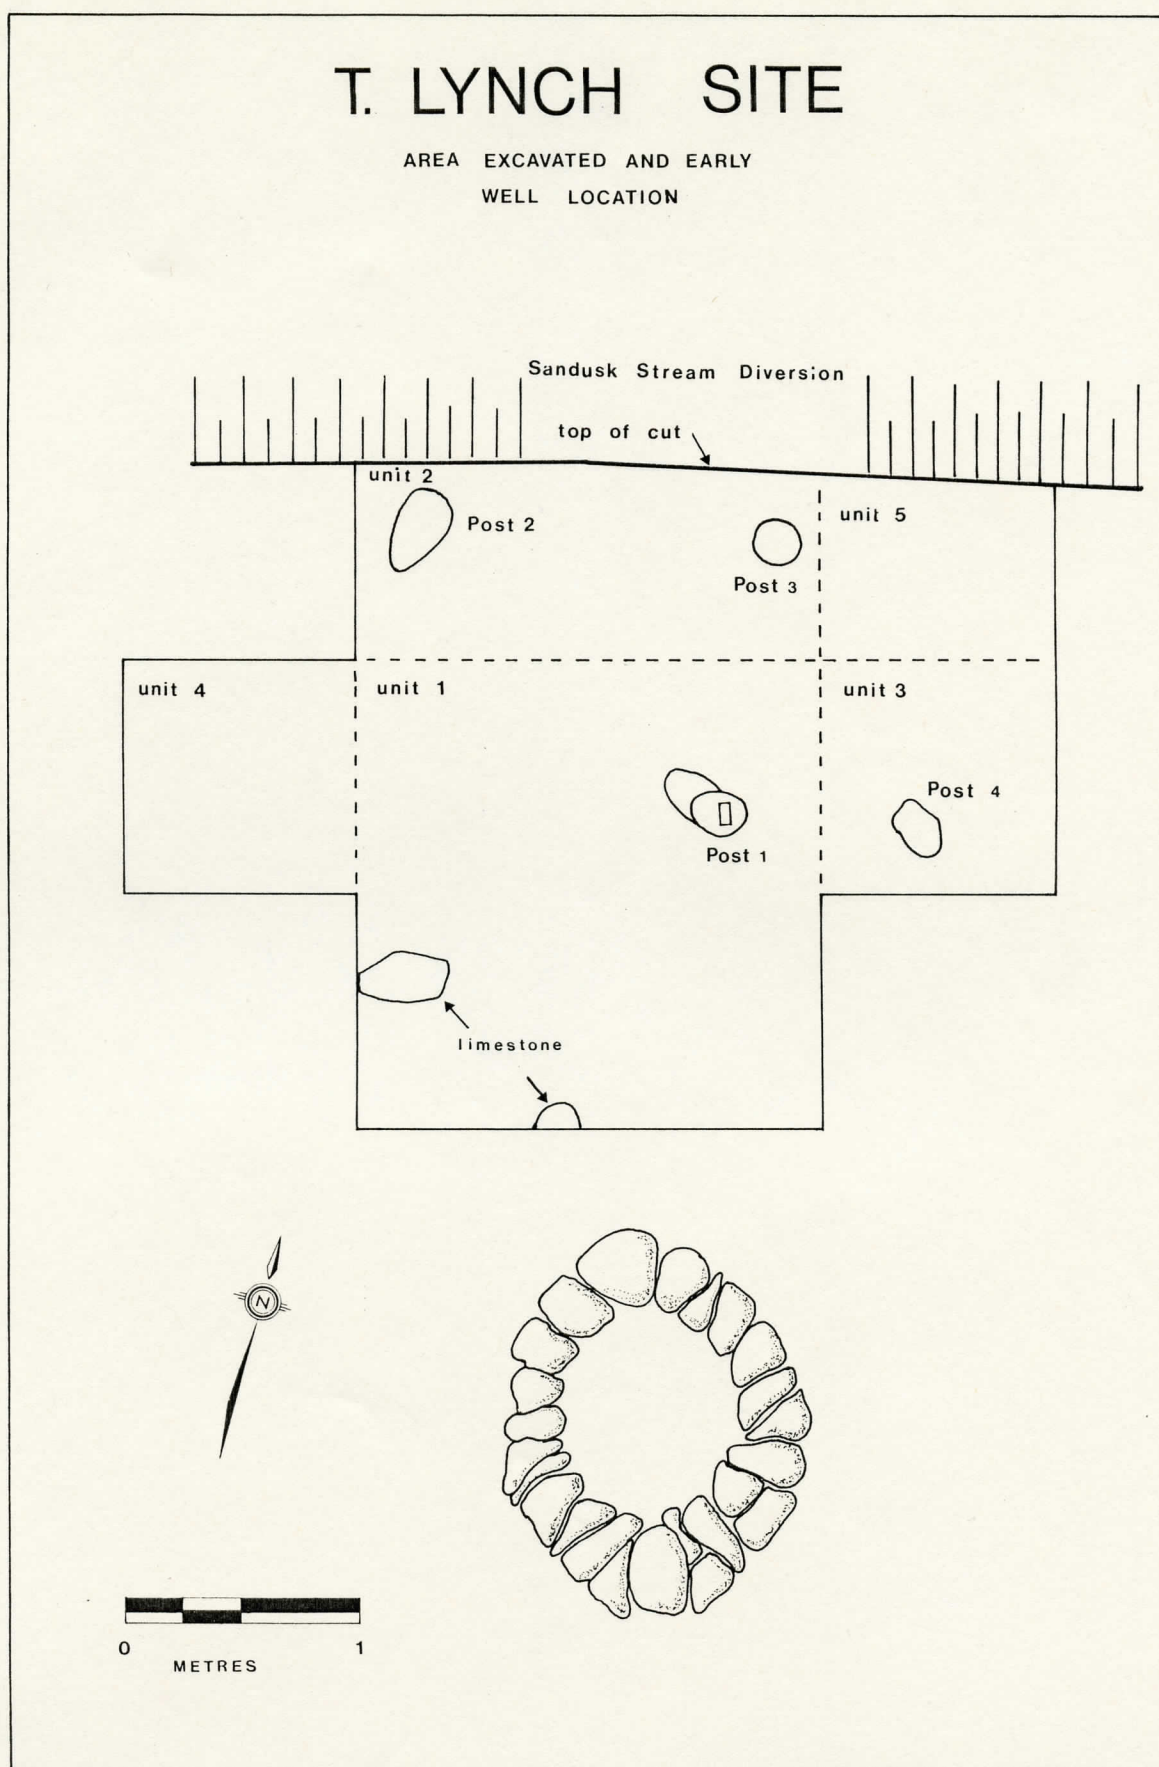 T. LYNCH SITE
AREA EXCAVATED AND EARLY
WELL LOCATION
Sandusk Stream Diversion
top of cut
unit 2
Post 2
unit 5
Post 3
unit 4
unit 1
unit 3
Post 4
Post 1
limestone
N
0 1
METRES